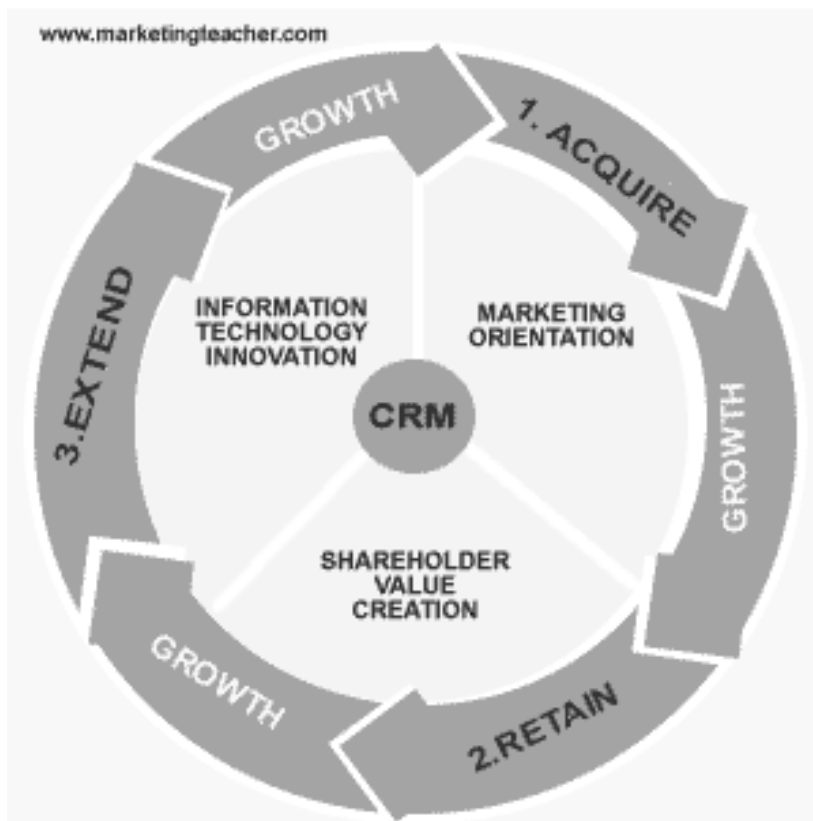 www.marketingteacher.com
GROWTH
1. ACQUIRE
GROWTH
2.RETAIN
GROWTH
3.EXTEND
INFORMATION
TECHNOLOGY
INNOVATION
MARKETING
ORIENTATION
CRM
SHAREHOLDER
VALUE
CREATION